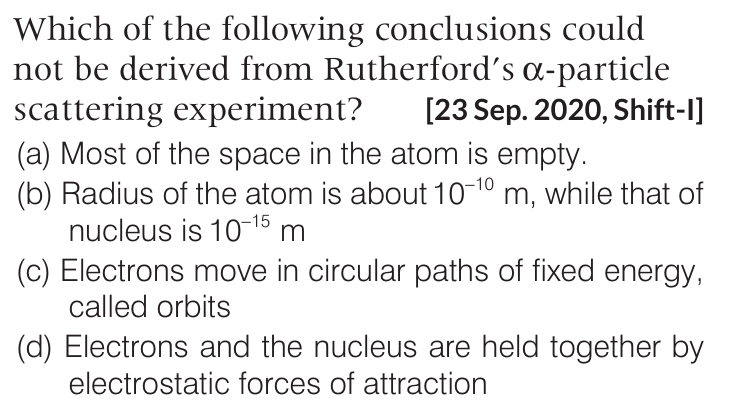 Which of the following conclusions could
not be derived from Rutherford's α-particle
scattering experiment? [23 Sep. 2020, Shift-I]
(a) Most of the space in the atom is empty.
(b) Radius of the atom is about 10⁻¹⁰ m, while that of
nucleus is 10⁻¹⁵ m
(c) Electrons move in circular paths of fixed energy,
called orbits
(d) Electrons and the nucleus are held together by
electrostatic forces of attraction